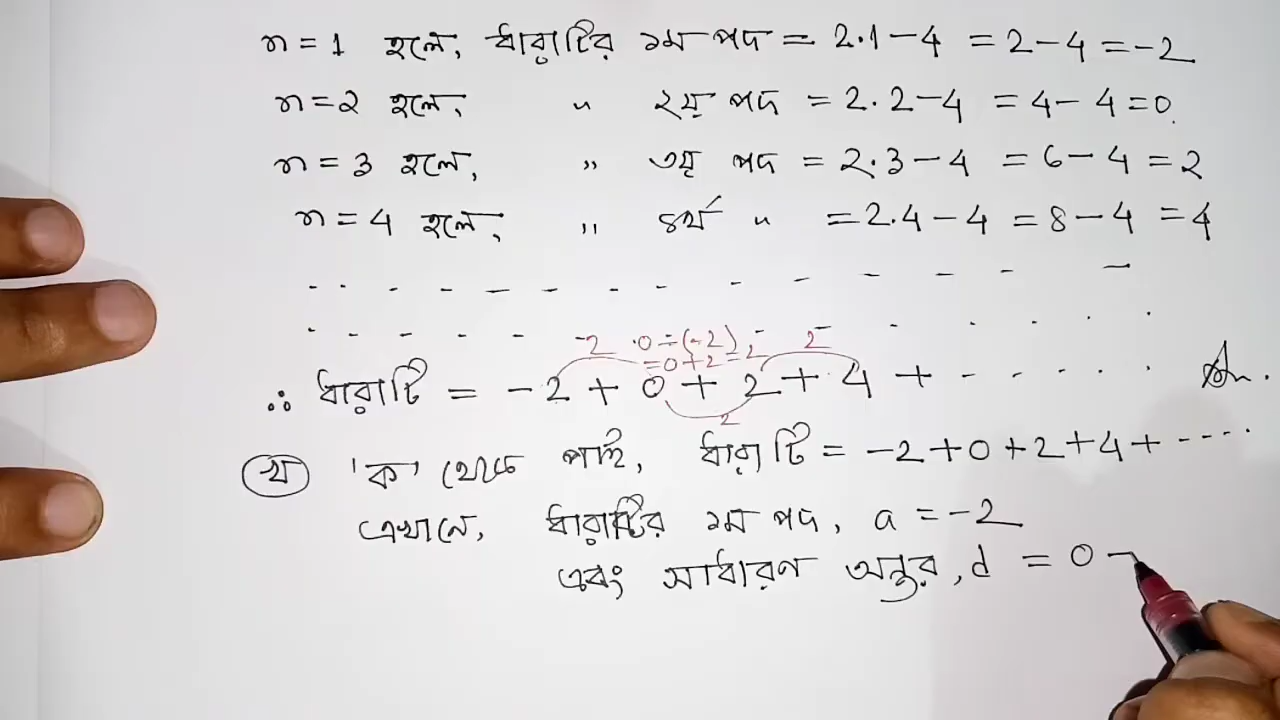 n = 1 হলে, ধারাটির ১ম পদ = 2.1 - 4 = 2 - 4 = -2
n = ২ হলে, " ২য় পদ = 2.2 - 4 = 4 - 4 = 0.
n = 3 হলে, " ৩য় পদ = 2.3 - 4 = 6 - 4 = 2
n = 4 হলে, " ৪র্থ " = 2.4 - 4 = 8 - 4 = 4
-2 0 - (-2) 2
= 0 + 2 = 2
∴ ধারাটি = -2 + 0 + 2 + 4 + - - - - - - Ans.
2
(খ) 'ক' থেকে পাই, ধারাটি = -2 + 0 + 2 + 4 + ----
এখানে, ধারাটির ১ম পদ, a = -2
এবং সাধারণ অন্তর, d = 0 -